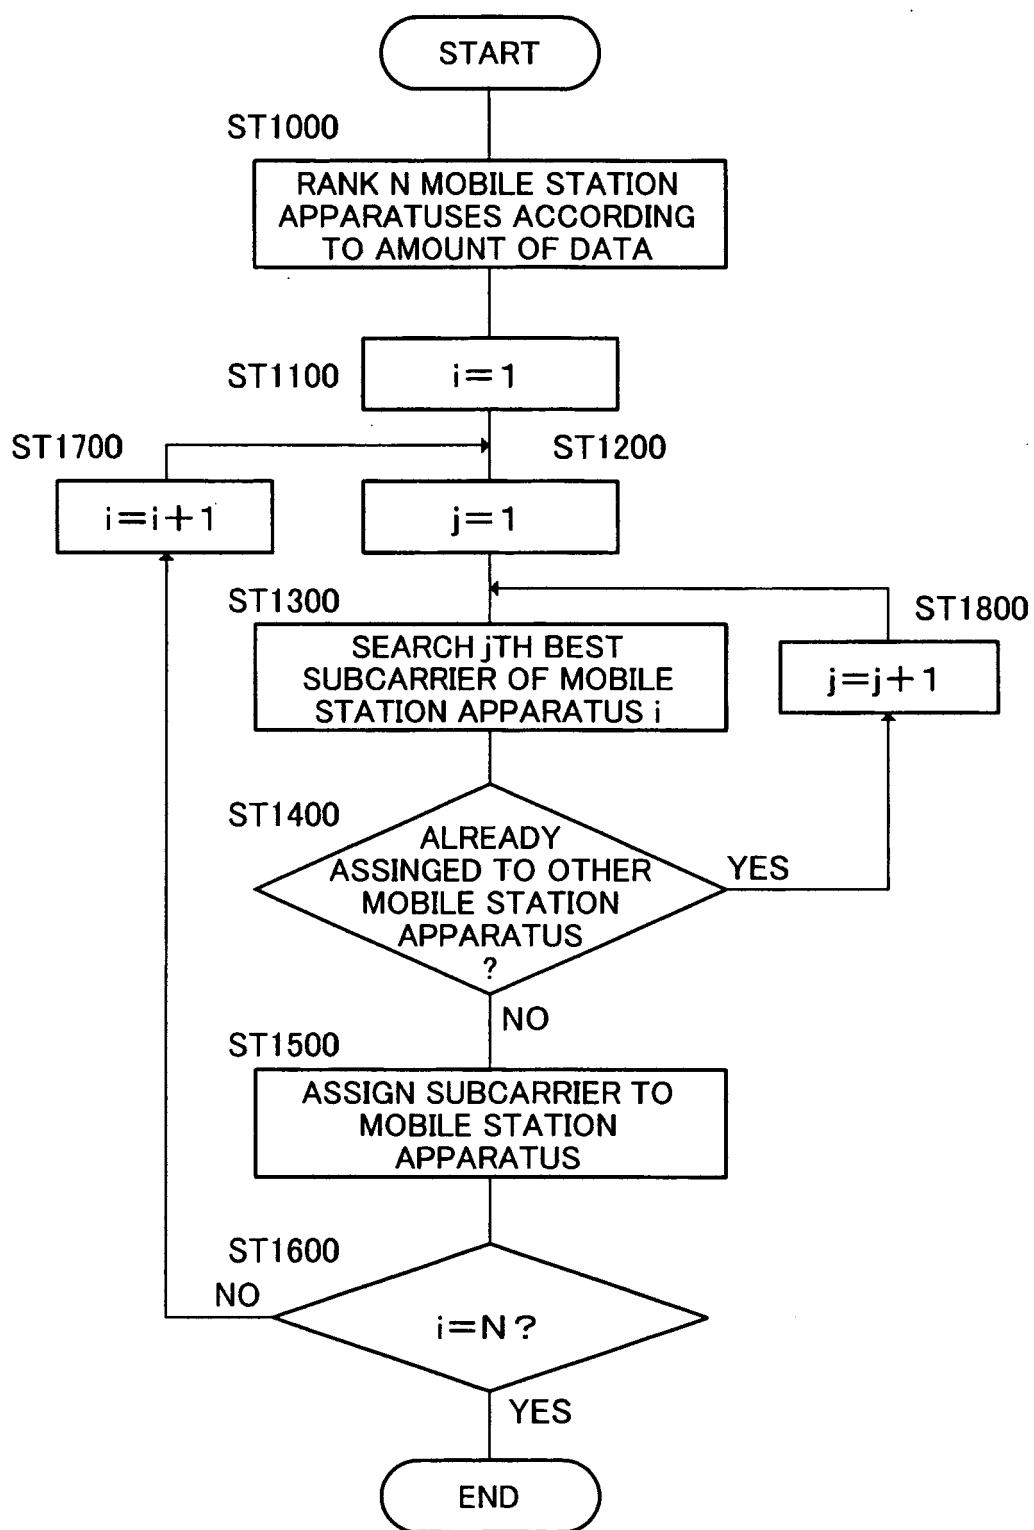 START
ST1000
RANK N MOBILE STATION
APPARATUSES ACCORDING
TO AMOUNT OF DATA
ST1100
i=1
ST1700
ST1200
i=i+1
j=1
ST1300
ST1800
SEARCH jTH BEST
SUBCARRIER OF MOBILE
STATION APPARATUS i
j=j+1
ST1400
ALREADY
ASSINGED TO OTHER
MOBILE STATION
APPARATUS
?
YES
NO
ST1500
ASSIGN SUBCARRIER TO
MOBILE STATION
APPARATUS
ST1600
NO
i=N?
YES
END